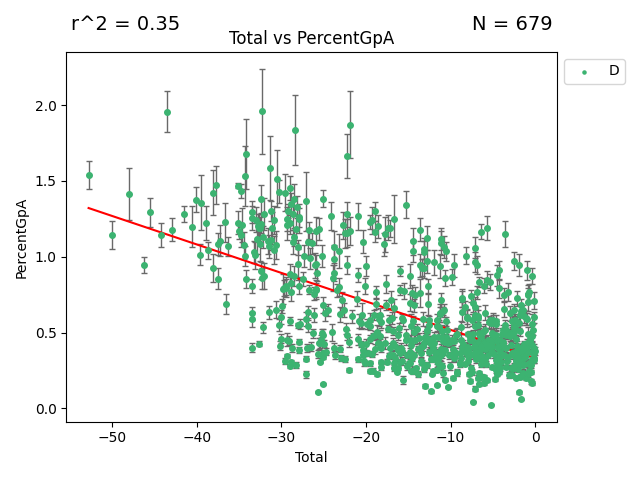 r^2 = 0.35
N = 679
Total vs PercentGpA
D
PercentGpA
2.0
1.5
1.0
0.5
0.0
−50
−40
−30
−20
−10
0
Total